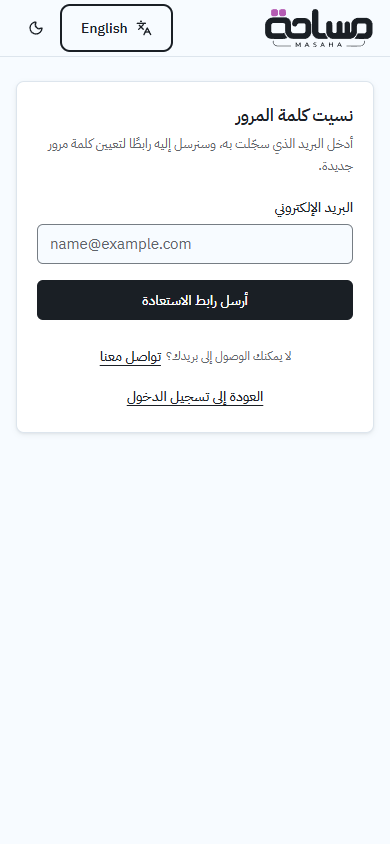 مساحة
MASAHA
English
نسيت كلمة المرور
أدخل البريد الذي سجّلت به، وسنرسل إليه رابطًا لتعيين كلمة مرور
جديدة.
البريد الإلكتروني
name@example.com
أرسل رابط الاستعادة
لا يمكنك الوصول إلى بريدك؟ تواصل معنا
العودة إلى تسجيل الدخول